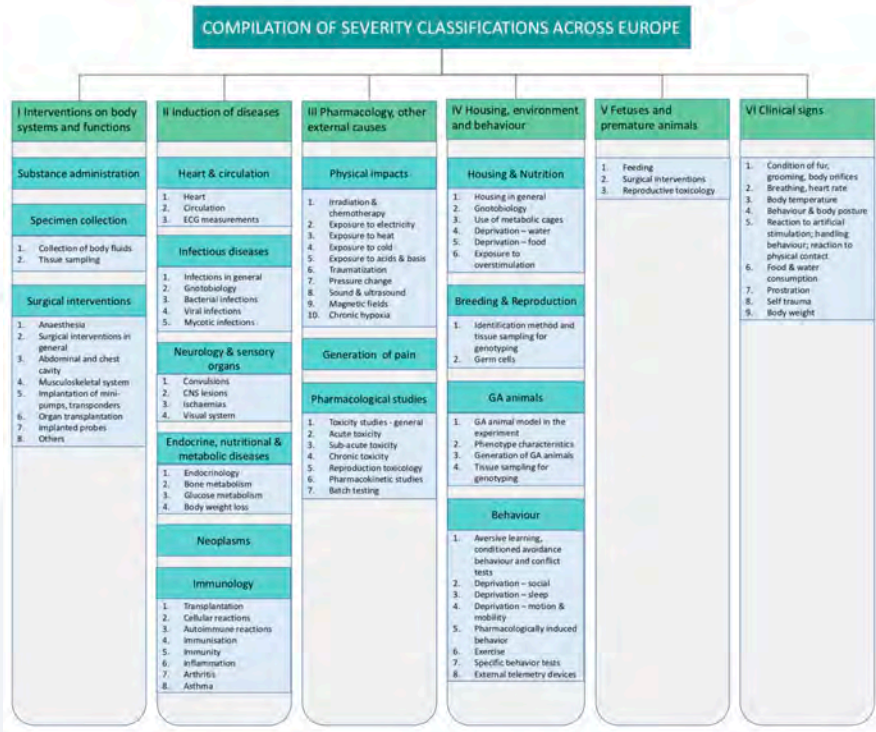 COMPILATION OF SEVERITY CLASSIFICATIONS ACROSS EUROPE
I Interventions on body
systems and functions
Substance administration
Specimen collection
1. Collection of body fluids
2. Tissue sampling
Surgical interventions
1. Anaesthesia
2. Surgical interventions in
general
3. Abdominal and chest
cavity
4. Musculoskeletal system
5. Implantation of mini-
pumps, transponders
6. Organ transplantation
7. Implanted probes
8. Others
II Induction of diseases
Heart & circulation
1. Heart
2. Circulation
3. ECG measurements
Infectious diseases
1. Infections in general
2. Gnotobiology
3. Bacterial infections
4. Viral infections
5. Mycotic infections
Neurology & sensory
organs
1. Convulsions
2. CNS lesions
3. Ischaemias
4. Visual system
Endocrine, nutritional &
metabolic diseases
1. Endocrinology
2. Bone metabolism
3. Glucose metabolism
4. Body weight loss
Neoplasms
Immunology
1. Transplantation
2. Cellular reactions
3. Autoimmune reactions
4. Immunisation
5. Immunity
6. Inflammation
7. Arthritis
8. Asthma
III Pharmacology, other
external causes
Physical impacts
1. Irradiation &
chemotherapy
2. Exposure to electricity
3. Exposure to heat
4. Exposure to cold
5. Exposure to acids & basis
6. Traumatization
7. Pressure change
8. Sound & ultrasound
9. Magnetic fields
10. Chronic hypoxia
Generation of pain
Pharmacological studies
1. Toxicity studies - general
2. Acute toxicity
3. Sub-acute toxicity
4. Chronic toxicity
5. Reproduction toxicology
6. Pharmacokinetic studies
7. Batch testing
IV Housing, environment
and behaviour
Housing & Nutrition
1. Housing in general
2. Gnotobiology
3. Use of metabolic cages
4. Deprivation – water
5. Deprivation – food
6. Exposure to
overstimulation
Breeding & Reproduction
1. Identification method and
tissue sampling for
genotyping
2. Germ cells
GA animals
1. GA animal model in the
experiment
2. Phenotype characteristics
3. Generation of GA animals
4. Tissue sampling for
genotyping
Behaviour
1. Aversive learning,
conditioned avoidance
behaviour and conflict
tests
2. Deprivation – social
3. Deprivation – sleep
4. Deprivation – motion &
mobility
5. Pharmacologically induced
behavior
6. Exercise
7. Specific behavior tests
8. External telemetry devices
V Fetuses and
premature animals
1. Feeding
2. Surgical interventions
3. Reproductive toxicology
VI Clinical signs
1. Condition of fur,
grooming, body orifices
2. Breathing, heart rate
3. Body temperature
4. Behaviour & body posture
5. Reaction to artificial
stimulation; handling
behaviour; reaction to
physical contact
6. Food & water
consumption
7. Prostration
8. Self trauma
9. Body weight